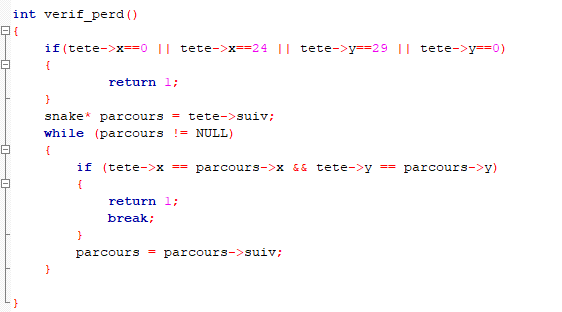 int verif_perd()
{
if(tete->x==0 || tete->x==24 || tete->y==29 || tete->y==0)
{
return 1;
}
snake* parcours = tete->suiv;
while (parcours != NULL)
{
if (tete->x == parcours->x && tete->y == parcours->y)
{
return 1;
break;
}
parcours = parcours->suiv;
}
}